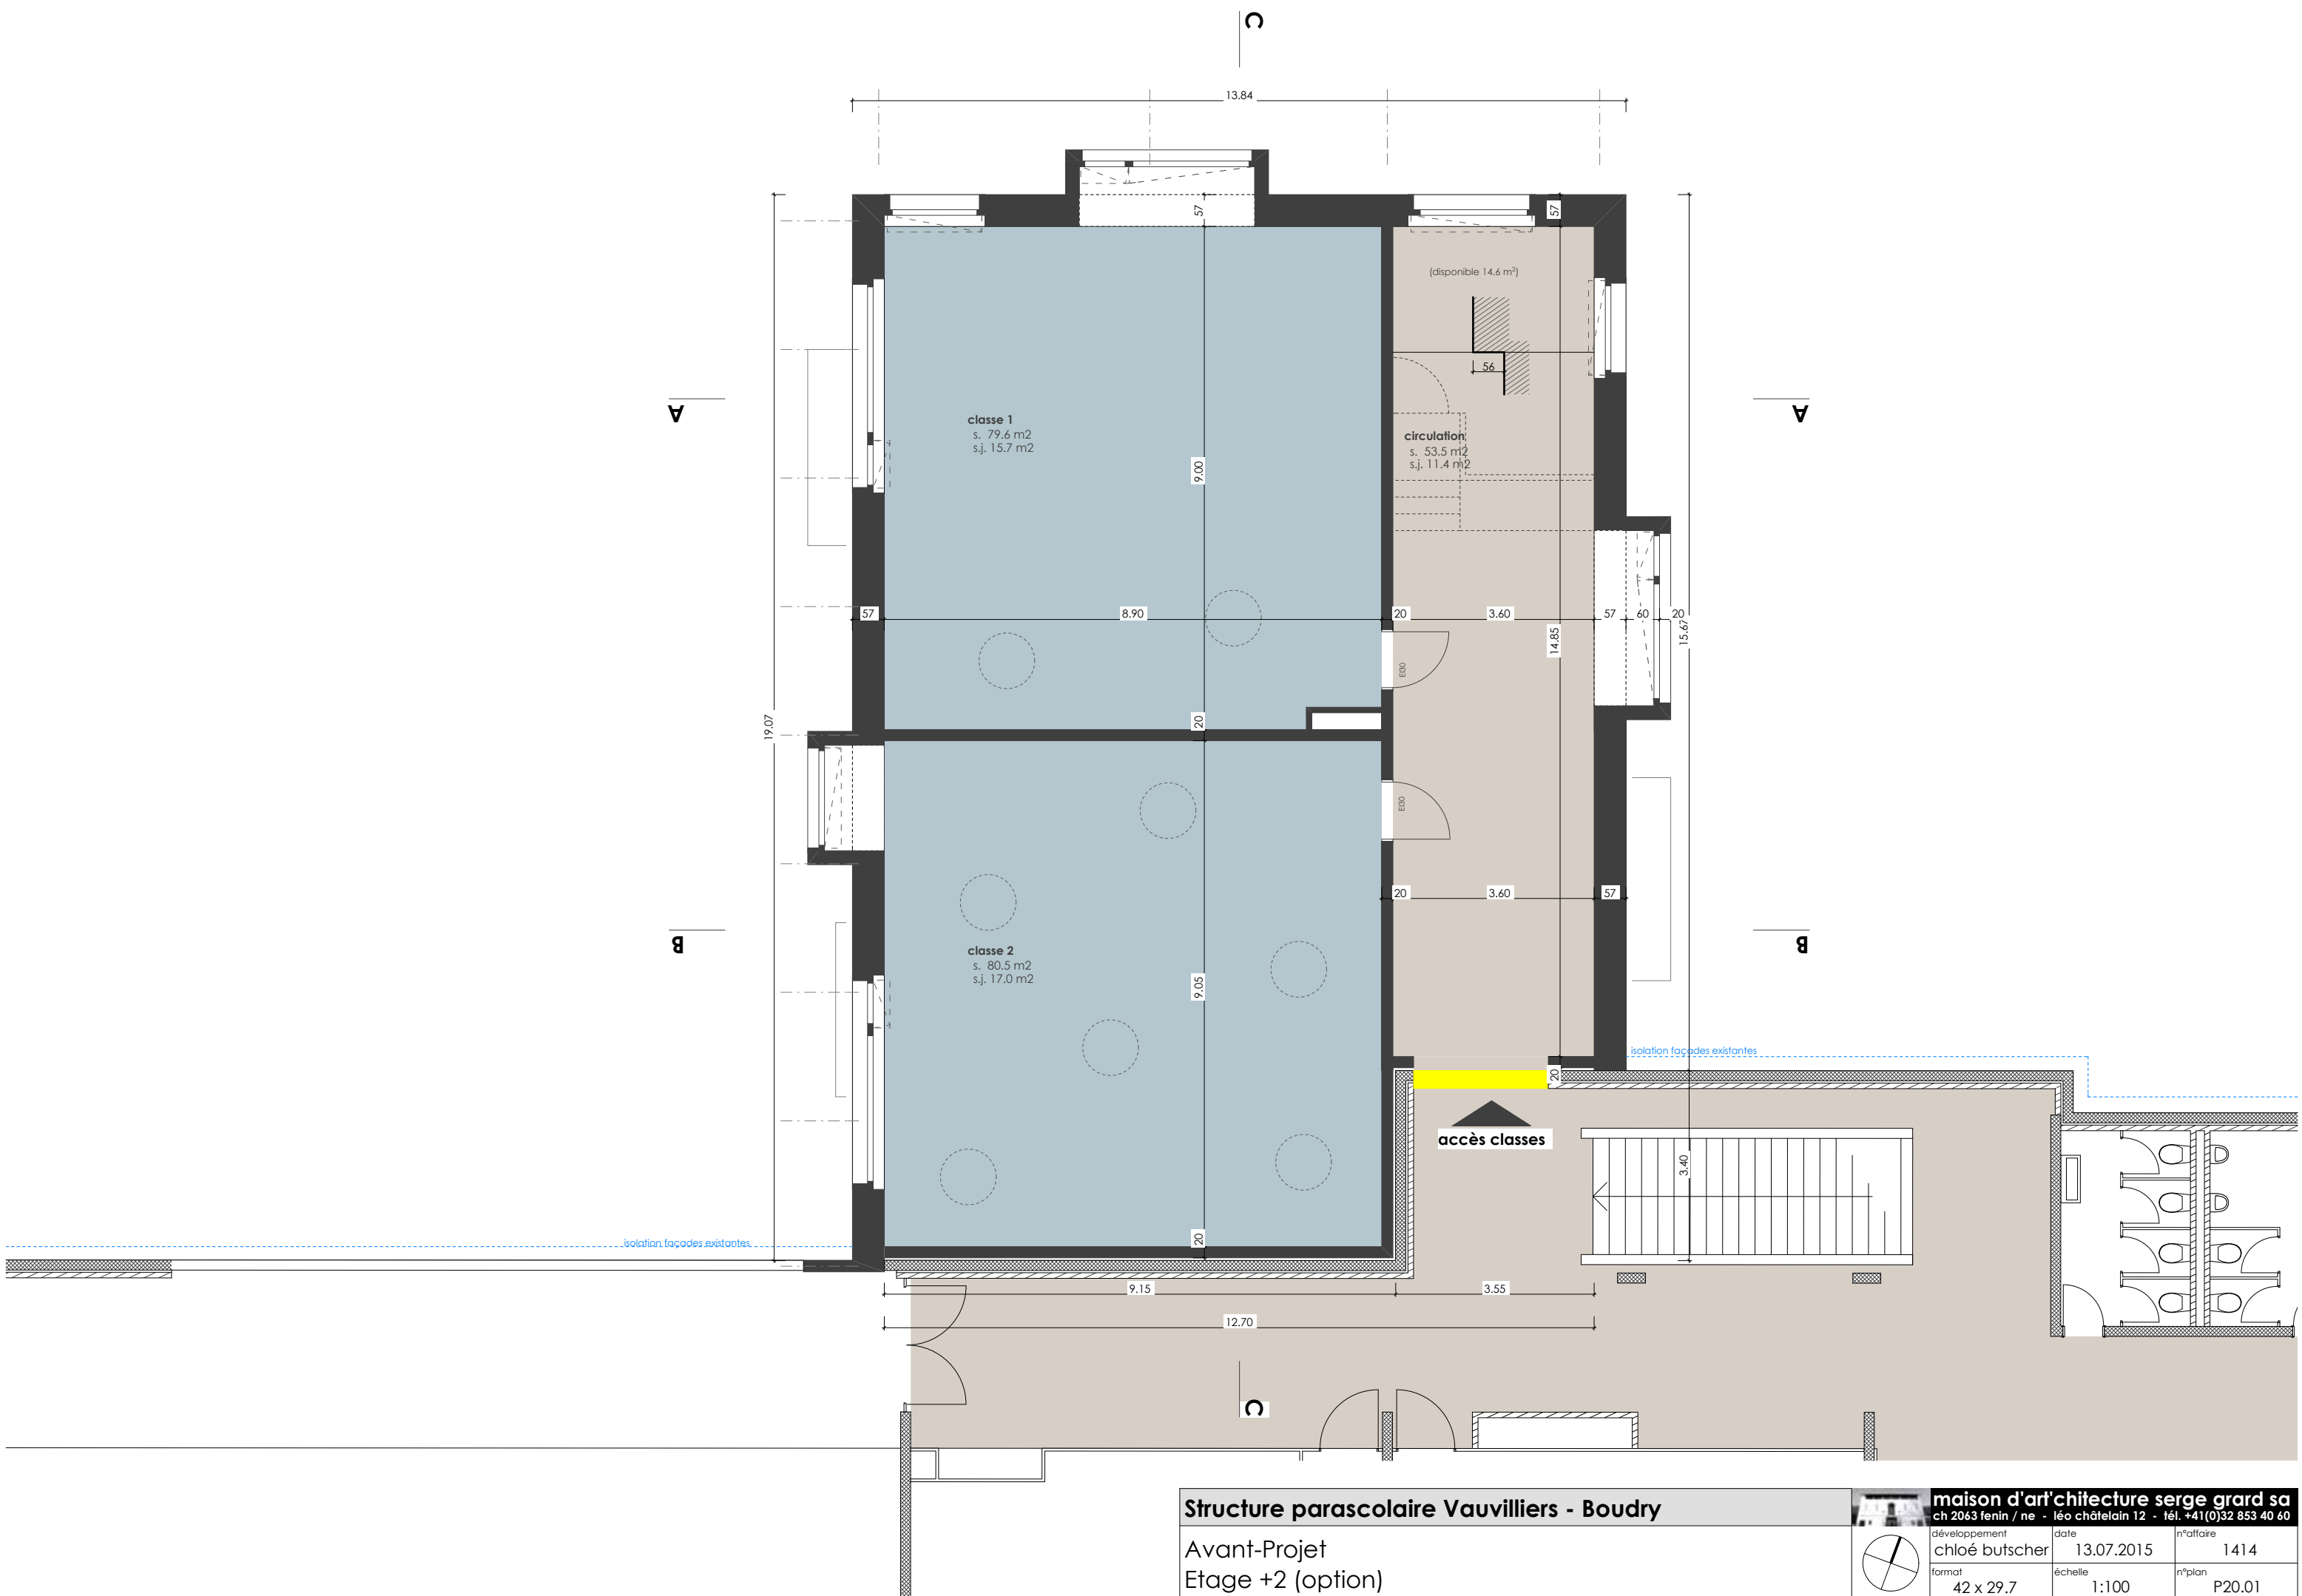 C
13.84
57
57
(disponible 14.6 m²)
56
A
A
classe 1
s. 79.6 m2
s.j. 15.7 m2
circulation
s. 53.5 m2
s.j. 11.4 m2
9.00
57
8.90
20
3.60
57
60
20
14.85
15.67
EI30
19.07
20
EI30
20
3.60
57
B
B
classe 2
s. 80.5 m2
s.j. 17.0 m2
9.05
isolation façades existantes
20
accès classes
3.40
isolation façades existantes
20
9.15
3.55
12.70
C
Structure parascolaire Vauvilliers - Boudry
Avant-Projet
Etage +2 (option)
maison d'art'chitecture serge grard sa
ch 2063 fenin / ne - léo châtelain 12 - tél. +41(0)32 853 40 60
développement
chloé butscher
date
13.07.2015
n°affaire
1414
format
42 x 29.7
échelle
1:100
n°plan
P20.01